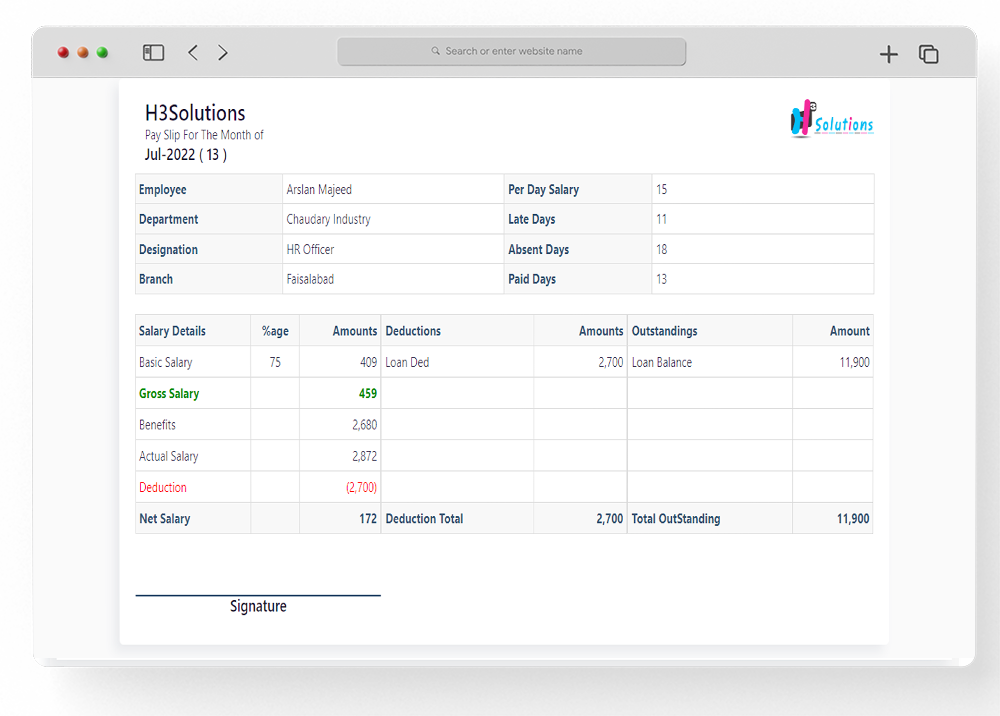 Search or enter website name
H3Solutions
Pay Slip For The Month of
Jul-2022 ( 13 )
H3 Solutions
Employee Arslan Majeed Per Day Salary 15
Department Chaudary Industry Late Days 11
Designation HR Officer Absent Days 18
Branch Faisalabad Paid Days 13
Salary Details %age Amounts Deductions Amounts Outstandings Amount
Basic Salary 75 409 Loan Ded 2,700 Loan Balance 11,900
Gross Salary 459
Benefits 2,680
Actual Salary 2,872
Deduction (2,700)
Net Salary 172 Deduction Total 2,700 Total OutStanding 11,900
Signature